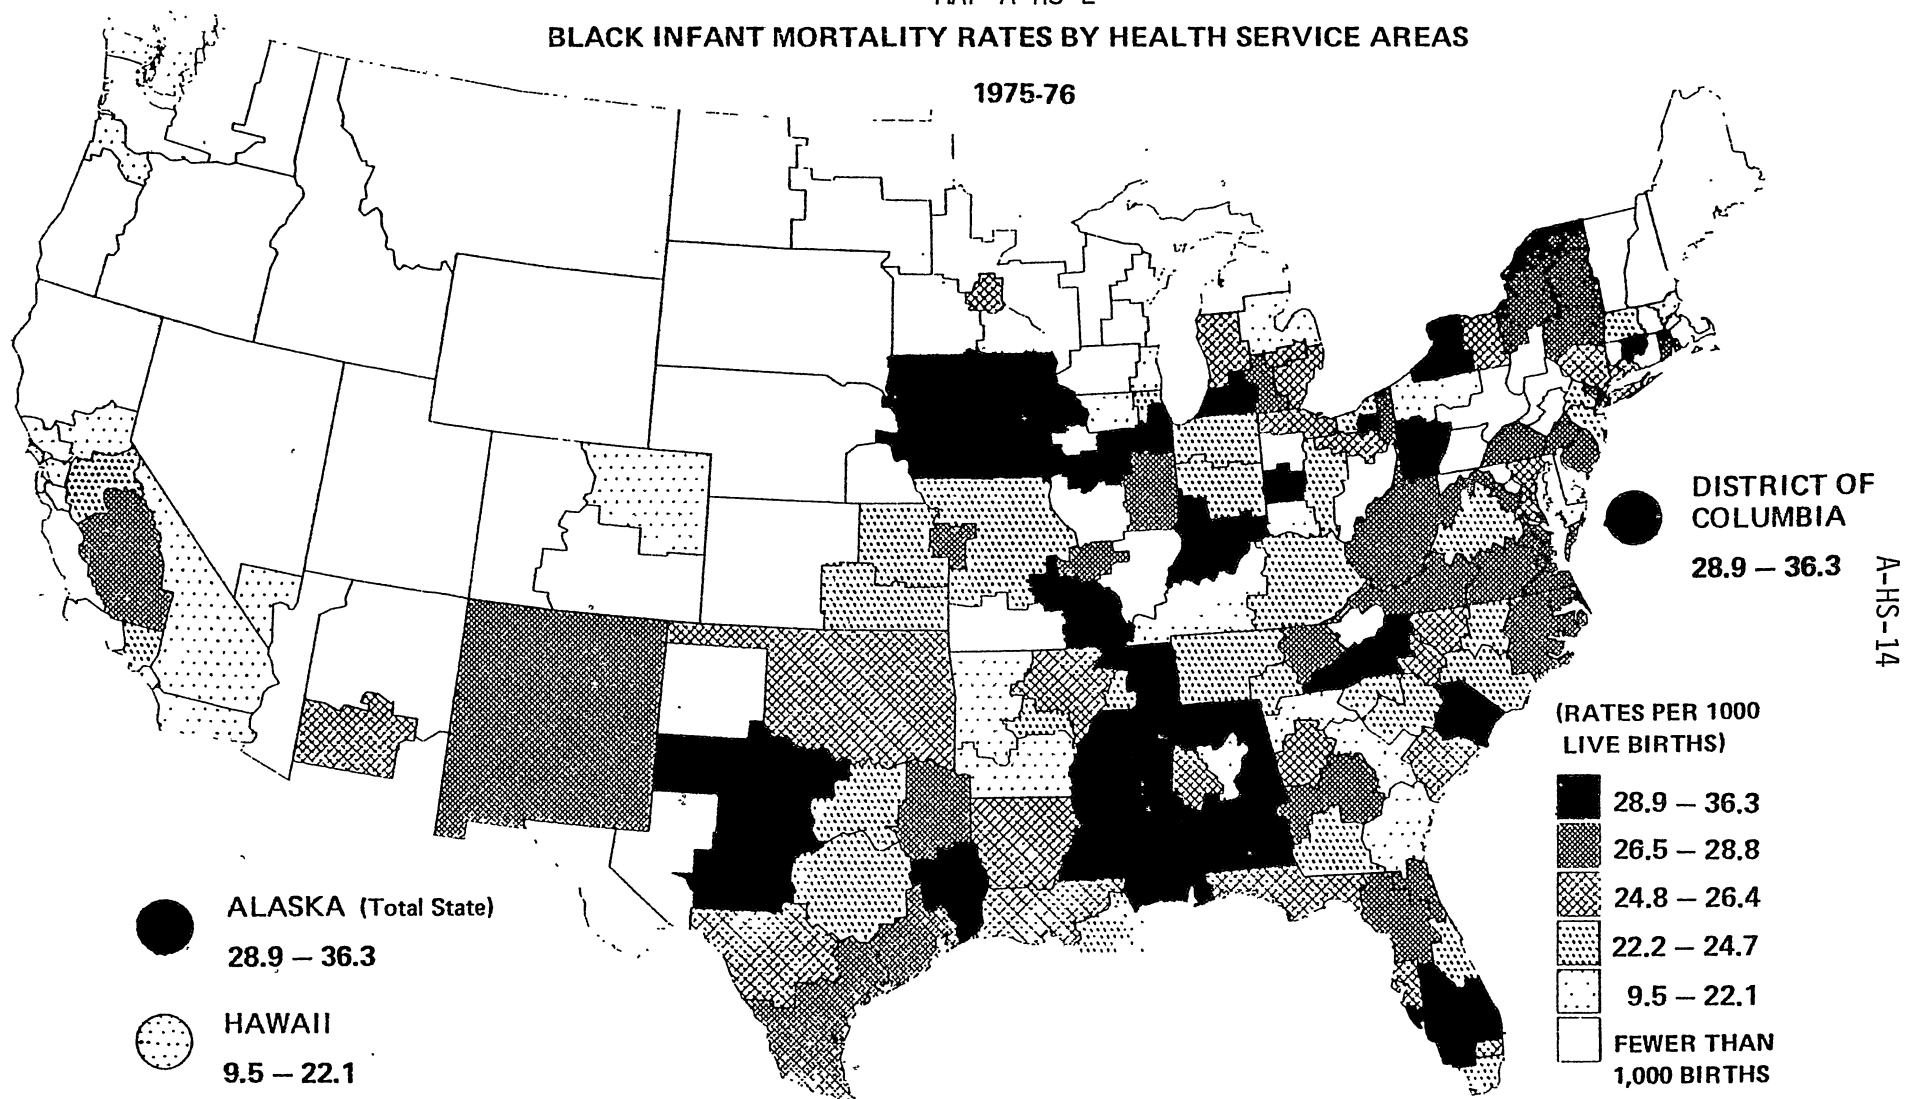 BLACK INFANT MORTALITY RATES BY HEALTH SERVICE AREAS
1975-76
DISTRICT OF
COLUMBIA
28.9 – 36.3
A-HS-14
(RATES PER 1000
LIVE BIRTHS)
28.9 – 36.3
26.5 – 28.8
24.8 – 26.4
22.2 – 24.7
9.5 – 22.1
FEWER THAN
1,000 BIRTHS
ALASKA (Total State)
28.9 – 36.3
HAWAII
9.5 – 22.1